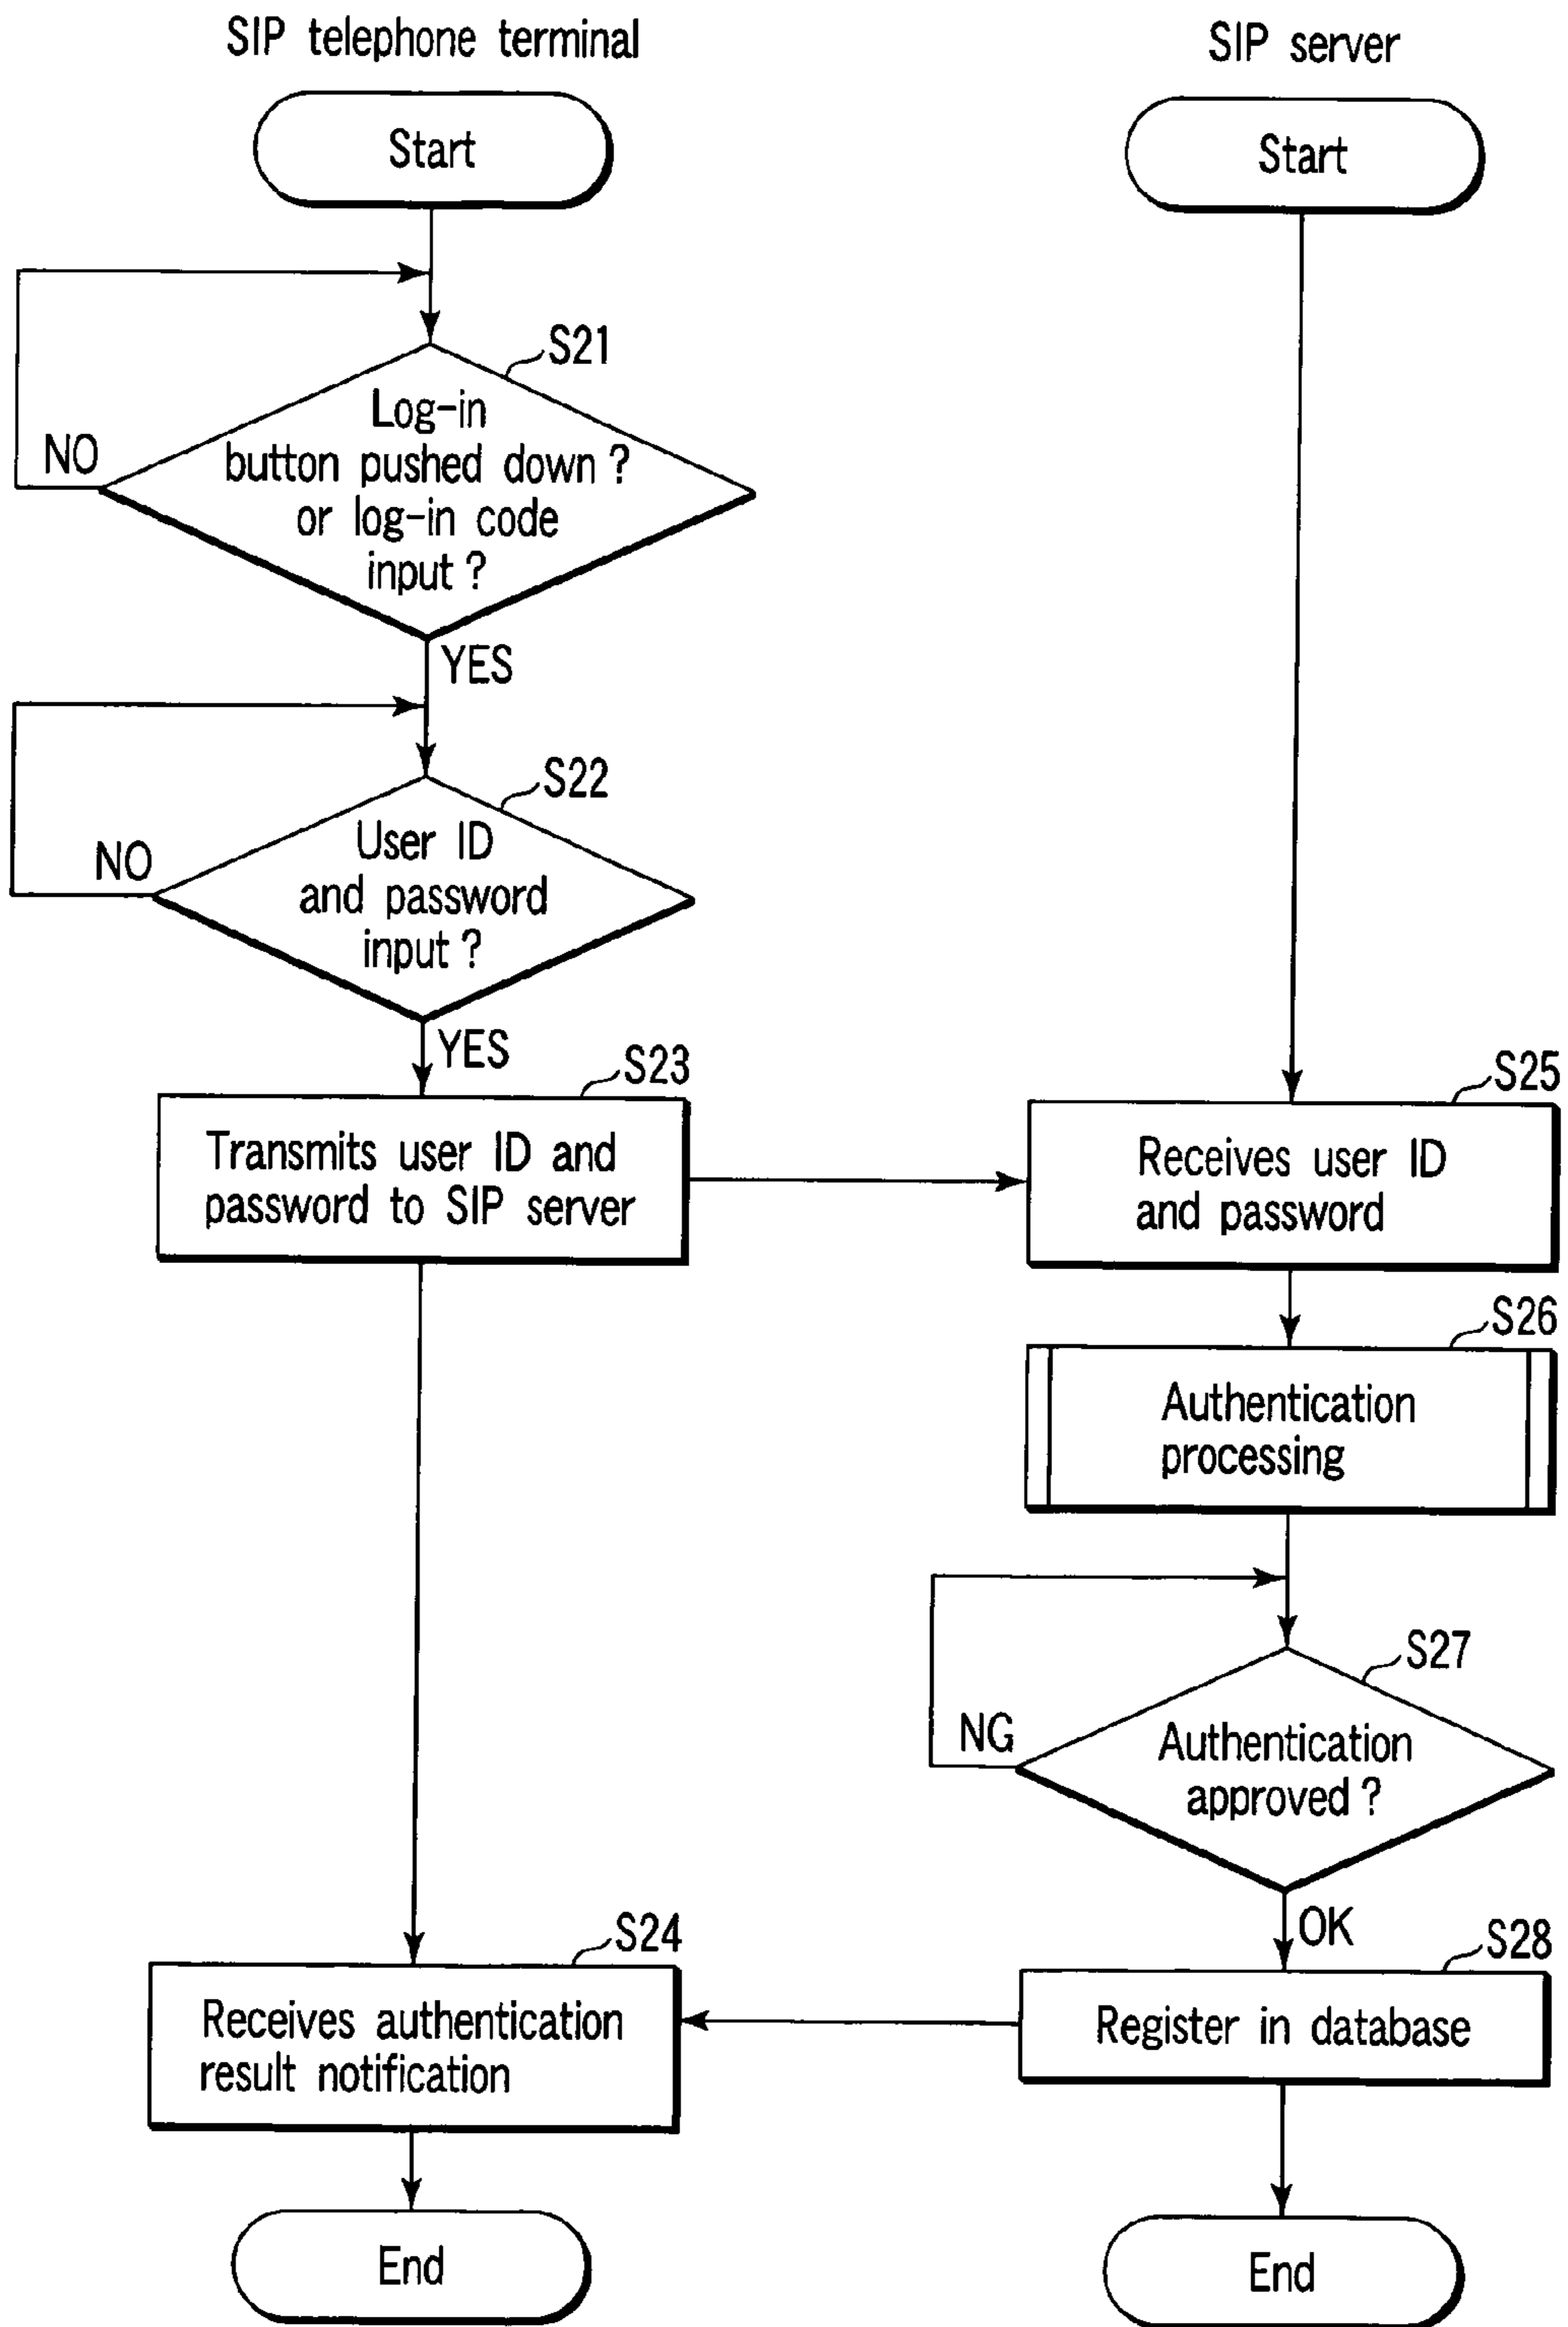 SIP telephone terminal
Start
S21
Log-in
button pushed down ?
or log-in code
input ?
NO
YES
S22
User ID
and password
input ?
NO
YES
S23
Transmits user ID and
password to SIP server
S24
Receives authentication
result notification
End
SIP server
Start
S25
Receives user ID
and password
S26
Authentication
processing
S27
Authentication
approved ?
NG
OK
S28
Register in database
End